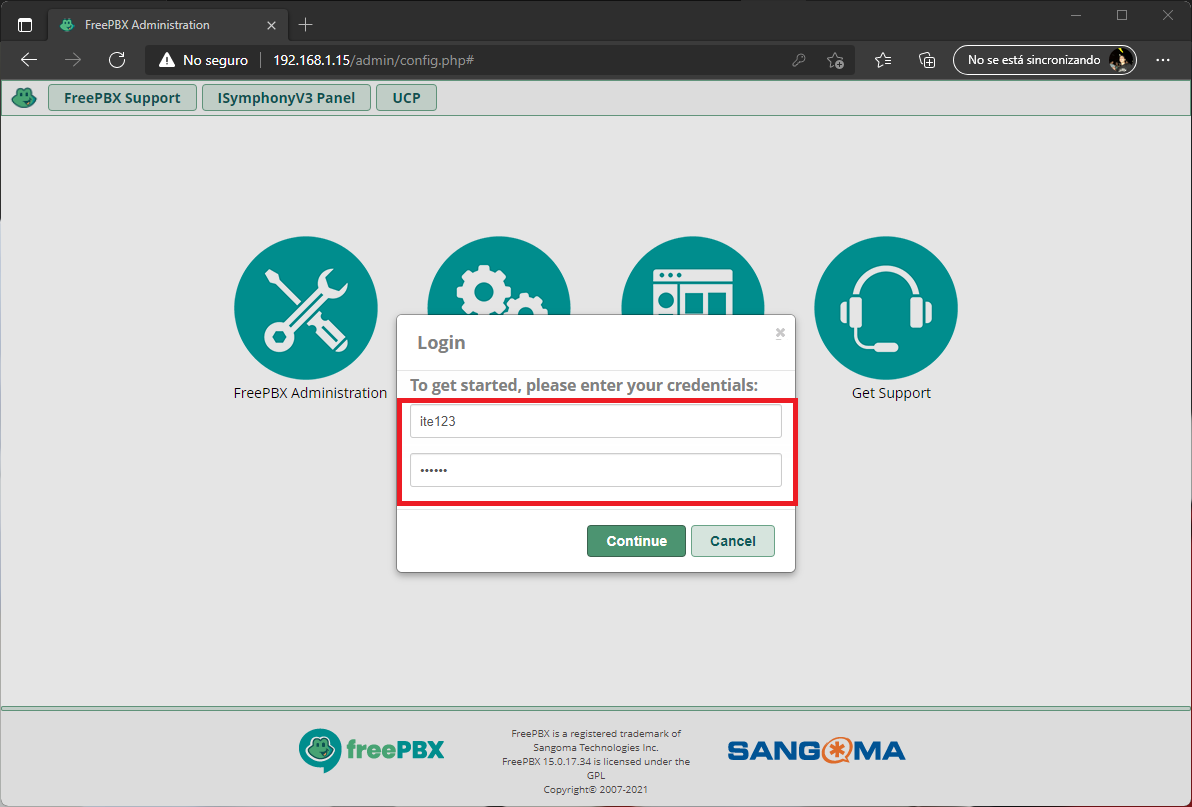 FreePBX Administration
No seguro
192.168.1.15/admin/config.php#
No se está sincronizando
FreePBX Support
ISymphonyV3 Panel
UCP
FreePBX Administration
Get Support
Login
To get started, please enter your credentials:
ite123
••••••
Continue
Cancel
freePBX
FreePBX is a registered trademark of
Sangoma Technologies Inc.
FreePBX 15.0.17.34 is licensed under the
GPL
Copyright© 2007-2021
SANGOMA